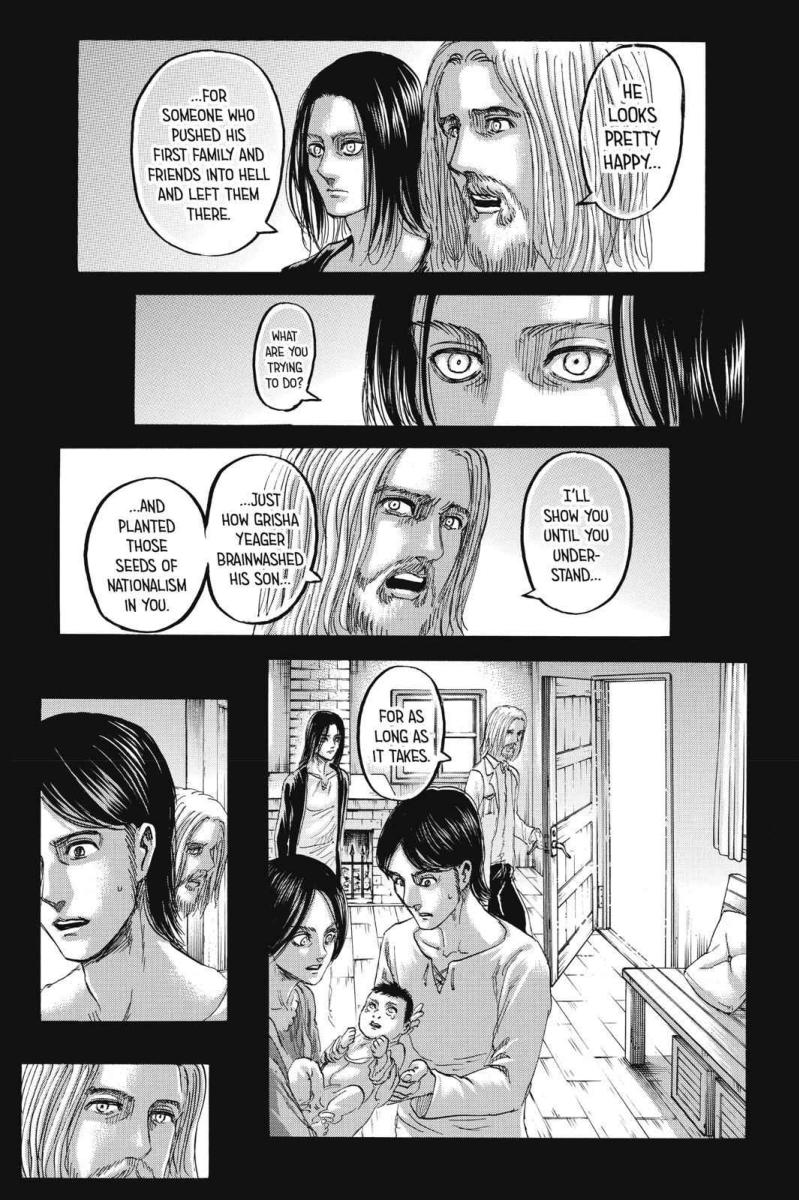 HE
LOOKS
PRETTY
HAPPY...
...FOR
SOMEONE WHO
PUSHED HIS
FIRST FAMILY AND
FRIENDS INTO HELL
AND LEFT THEM
THERE.
WHAT
ARE YOU
TRYING
TO DO?
I'LL
SHOW YOU
UNTIL YOU
UNDER-
STAND...
...JUST
HOW GRISHA
YEAGER
BRAINWASHED
HIS SON...
...AND
PLANTED
THOSE
SEEDS OF
NATIONALISM
IN YOU.
FOR AS
LONG AS
IT TAKES.